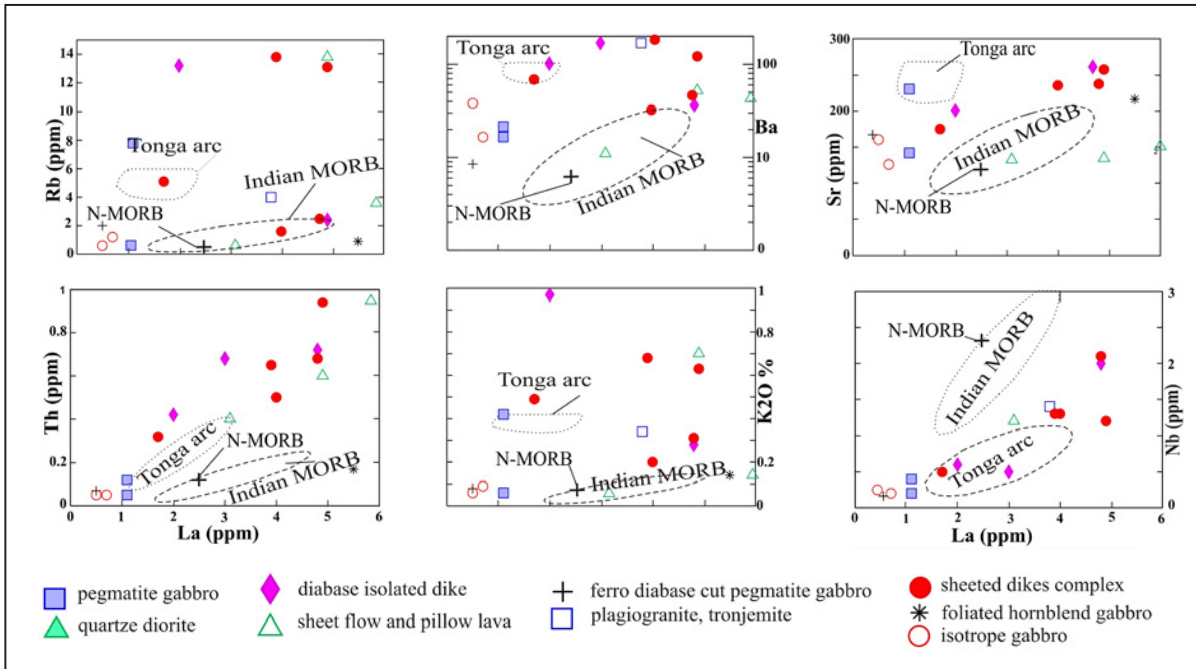 14
12
10
8
6
4
2
0
Rb (ppm)
Tonga arc
Indian MORB
N-MORB
Tonga arc
100
10
0
Ba
Indian MORB
N-MORB
300
200
100
0
Sr (ppm)
Tonga arc
Indian MORB
N-MORB
1
0.8
0.6
0.4
0.2
0
Th (ppm)
Tonga arc
N-MORB
Indian MORB
0 1 2 3 4 5 6
La (ppm)
1
0.8
0.6
0.4
0.2
0
K2O %
Tonga arc
N-MORB
Indian MORB
3
2
1
0
Nb (ppm)
N-MORB
Indian MORB
Tonga arc
0 1 2 3 4 5 6
La (ppm)
pegmatite gabbro
diabase isolated dike
ferro diabase cut pegmatite gabbro
sheeted dikes complex
quartze diorite
sheet flow and pillow lava
plagiogranite, tronjemite
foliated hornblend gabbro
isotrope gabbro